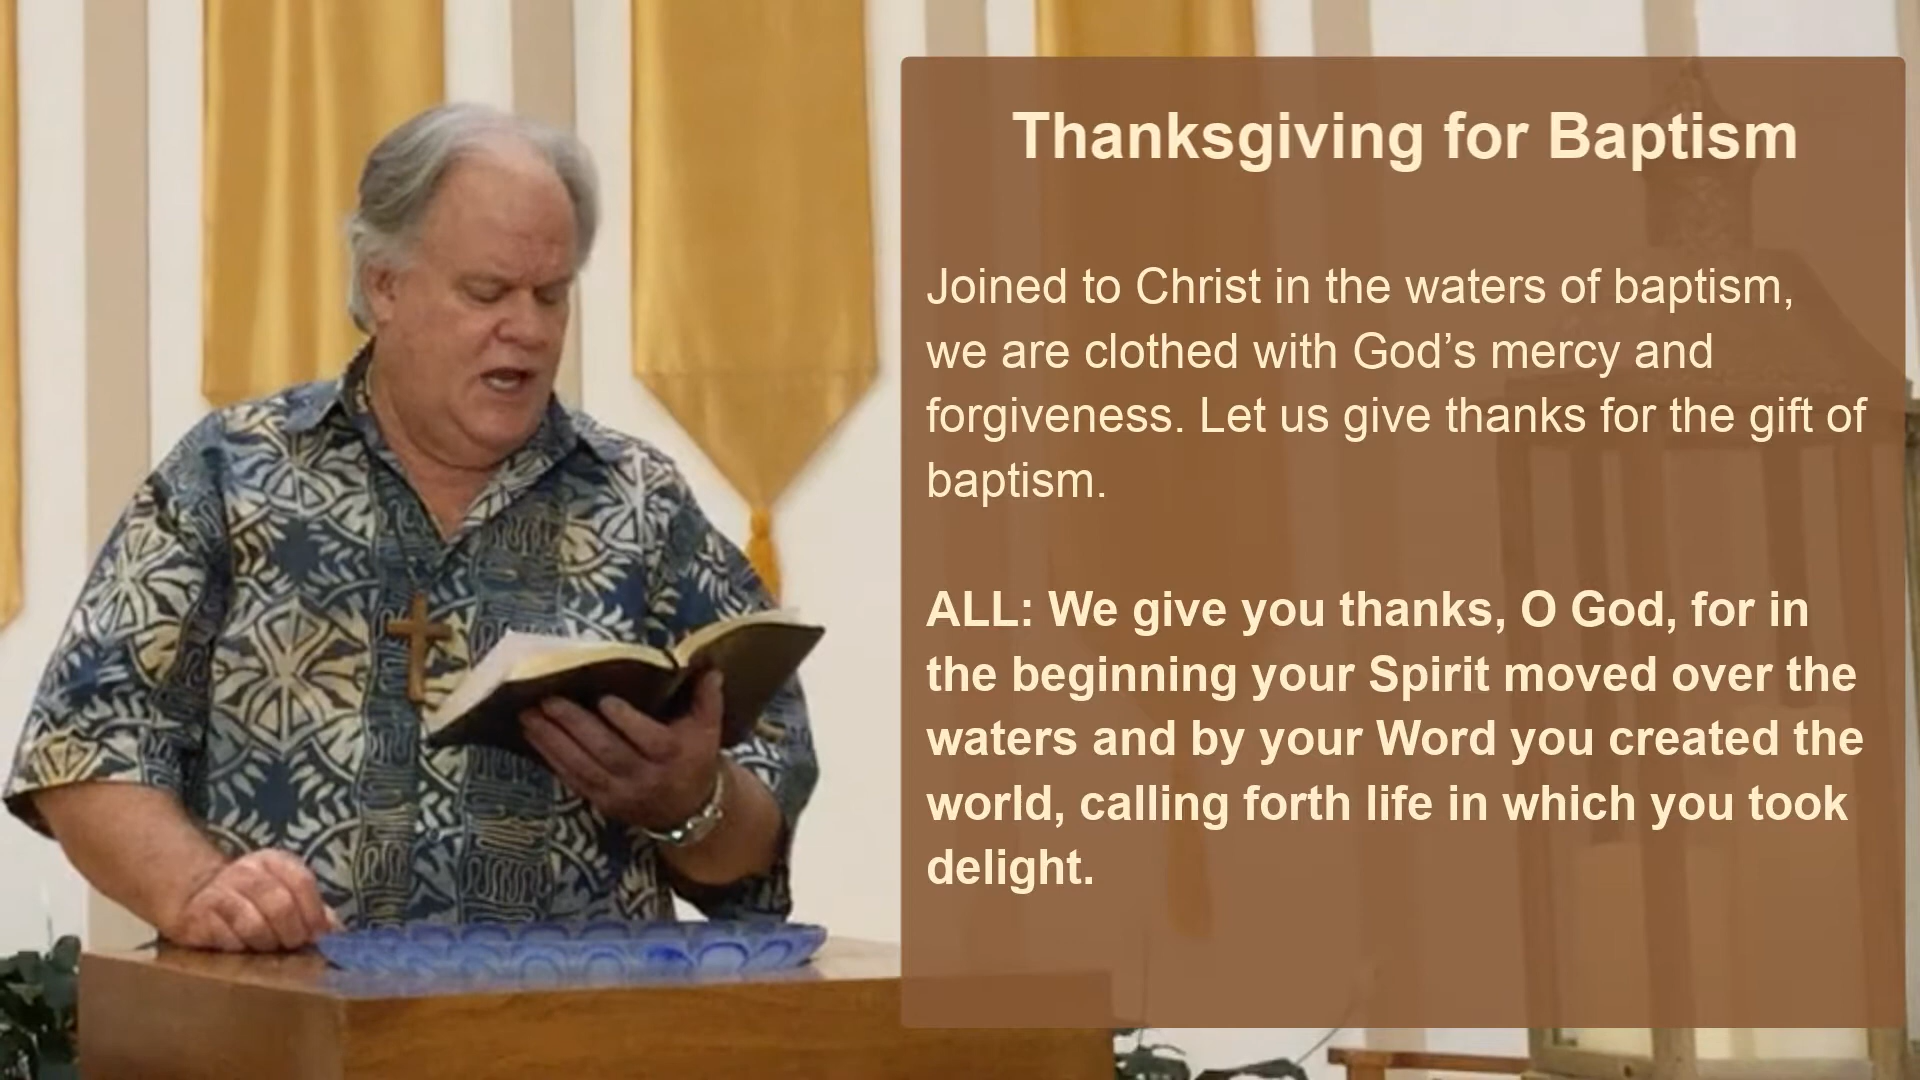 Thanksgiving for Baptism
Joined to Christ in the waters of baptism,
we are clothed with God’s mercy and
forgiveness. Let us give thanks for the gift of
baptism.
ALL: We give you thanks, O God, for in
the beginning your Spirit moved over the
waters and by your Word you created the
world, calling forth life in which you took
delight.